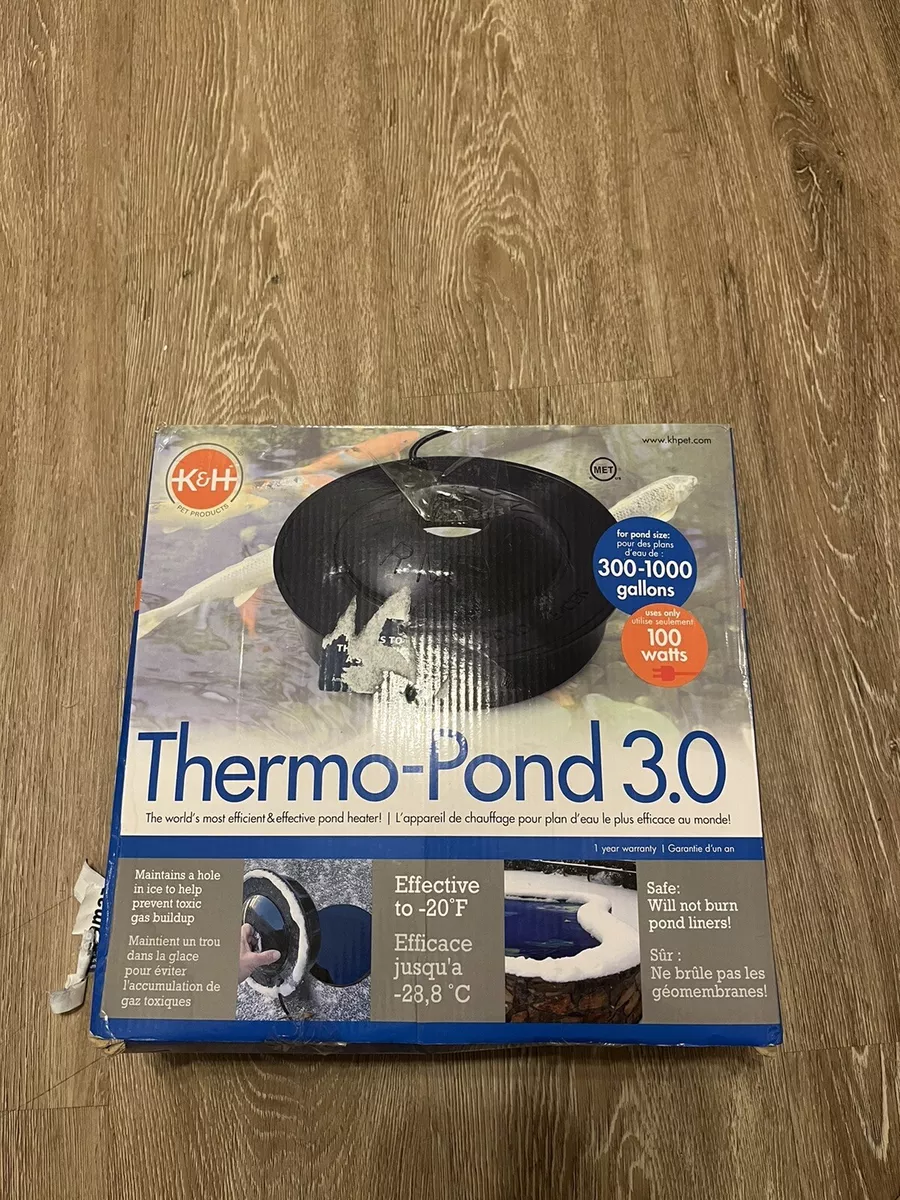 www.khpet.com
K&H
PET PRODUCTS
MET
for pond size:
pour des plans
d'eau de :
300-1000
gallons
uses only
utilise seulement
100
watts
TH S TO
A S
Thermo-Pond 3.0
The world's most efficient & effective pond heater! | L'appareil de chauffage pour plan d'eau le plus efficace au monde!
1 year warranty | Garantie d'un an
Maintains a hole
in ice to help
prevent toxic
gas buildup
Maintient un trou
dans la glace
pour éviter
l'accumulation de
gaz toxiques
Effective
to -20°F
Efficace
jusqu'a
-28,8 °C
Safe:
Will not burn
pond liners!
Sûr :
Ne brûle pas les
géomembranes!